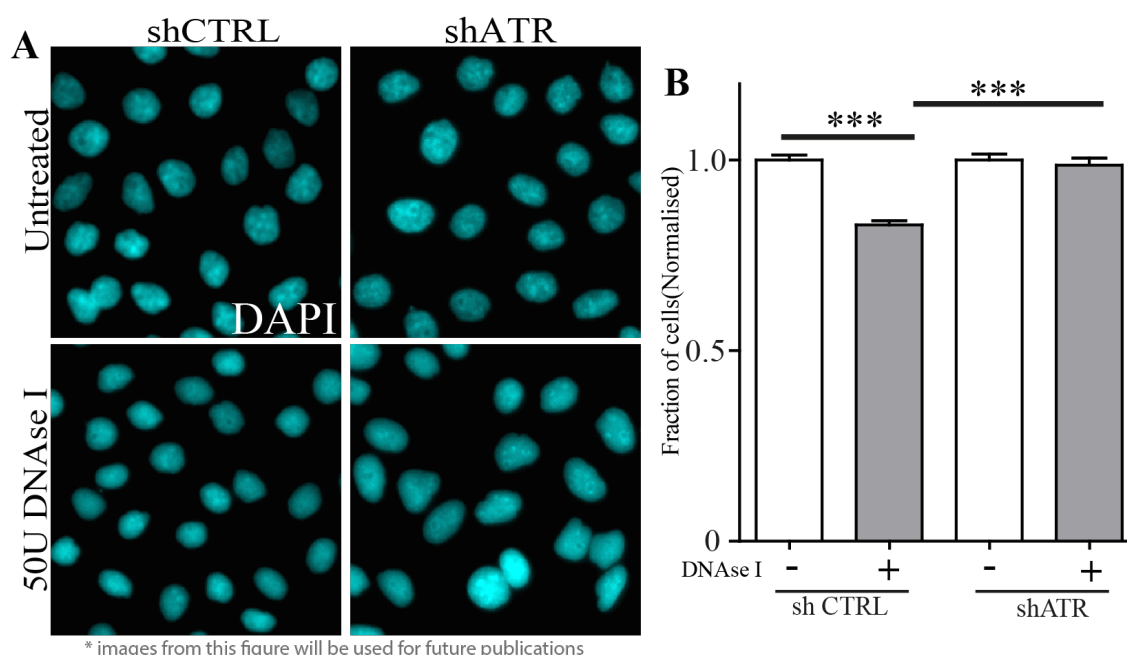 A
shCTRL
shATR
Untreated
DAPI
50U DNAse I
* images from this figure will be used for future publications
B
***
***
Fraction of cells(Normalised)
1.0
0.5
0
DNAse I - + - +
sh CTRL
shATR